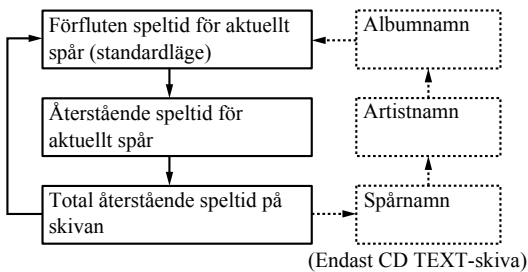 Förfluten speltid för aktuellt
spår (standardläge)
Återstående speltid för
aktuellt spår
Total återstående speltid på
skivan
Albumnamn
Artistnamn
Spårnamn
(Endast CD TEXT-skiva)